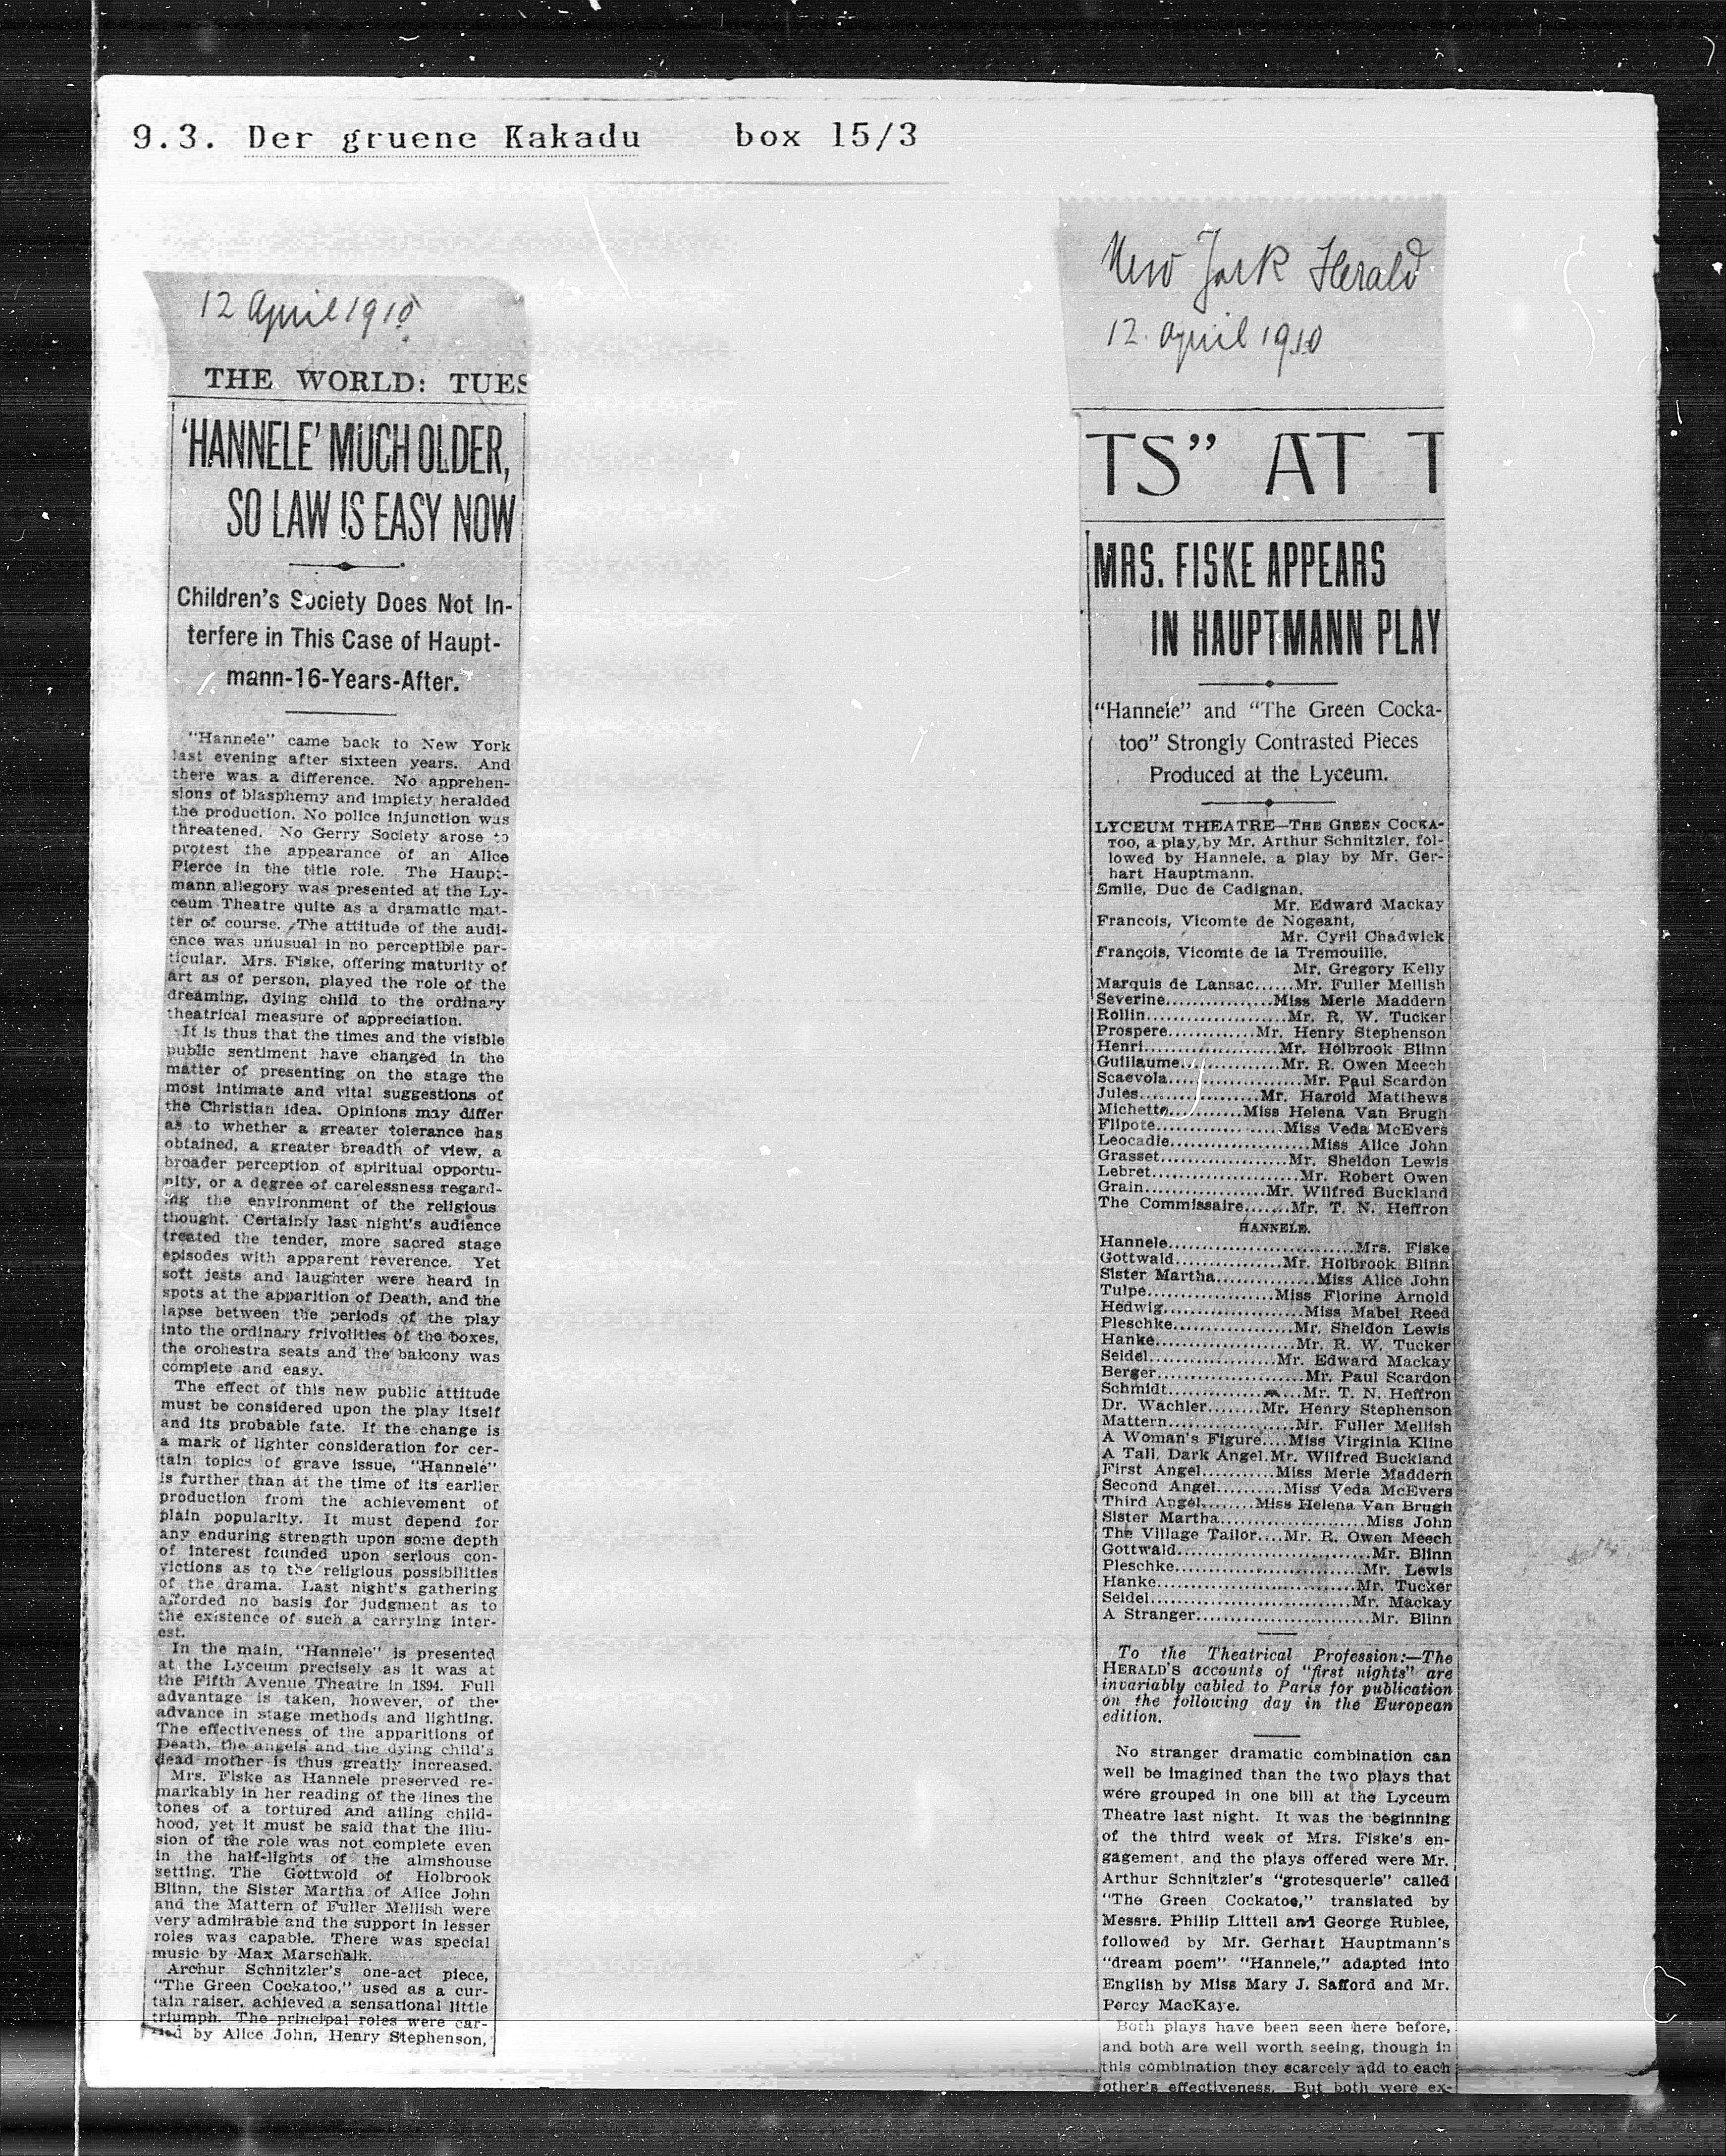 9.3. Der gruene Kakadu box 15/3
12 April 1910
THE WORLD: TUES
'HANNELE' MUCH OLDER,
SO LAW IS EASY NOW
Children's Society Does Not In-
terfere in This Case of Haupt-
mann-16-Years-After.
"Hannele" came back to New York
last evening after sixteen years. And
there was a difference. No apprehen-
sions of blasphemy and impiety heralded
the production. No police injunction was
threatened. No Gerry Society arose to
protest the appearance of an Alice
Pierce in the title role. The Haupt-
mann allegory was presented at the Ly-
ceum Theatre quite as a dramatic mat-
ter of course. The attitude of the audi-
ence was unusual in no perceptible par-
ticular. Mrs. Fiske, offering maturity of
art as of person, played the role of the
dreaming, dying child to the ordinary
theatrical measure of appreciation.
It is thus that the times and the visible
public sentiment have changed in the
matter of presenting on the stage the
most intimate and vital suggestions of
the Christian idea. Opinions may differ
as to whether a greater tolerance has
obtained, a greater breadth of view, a
broader perception of spiritual opportu-
nity, or a degree of carelessness regard-
ing the environment of the religious
thought. Certainly last night's audience
treated the tender, more sacred stage
episodes with apparent reverence. Yet
soft jests and laughter were heard in
spots at the apparition of Death, and the
lapse between the periods of the play
into the ordinary frivolities of the boxes,
the orchestra seats and the balcony was
complete and easy.
The effect of this new public attitude
must be considered upon the play itself
and its probable fate. If the change is
a mark of lighter consideration for cer-
tain topics of grave issue, "Hannele"
is further than at the time of its earlier
production from the achievement of
plain popularity. It must depend for
any enduring strength upon some depth
of interest founded upon serious con-
victions as to the religious possibilities
of the drama. Last night's gathering
afforded no basis for judgment as to
the existence of such a carrying inter-
est.
In the main, "Hannele" is presented
at the Lyceum precisely as it was at
the Fifth Avenue Theatre in 1894. Full
advantage is taken, however, of the
advance in stage methods and lighting.
The effectiveness of the apparitions of
Death, the angels and the dying child's
dead mother is thus greatly increased.
Mrs. Fiske as Hannele preserved re-
markably in her reading of the lines the
tones of a tortured and ailing child-
hood, yet it must be said that the illu-
sion of the role was not complete even
in the half-lights of the almshouse
setting. The Gottwold of Holbrook
Blinn, the Sister Martha of Alice John
and the Mattern of Fuller Mellish were
very admirable and the support in lesser
roles was capable. There was special
music by Max Marschalk.
Archur Schnitzler's one-act piece,
"The Green Cockatoo," used as a cur-
tain raiser, achieved a sensational little
triumph. The principal roles were car-
ried by Alice John, Henry Stephenson,
New York Herald
12. April 1910
TS" AT T
MRS. FISKE APPEARS
IN HAUPTMANN PLAY
"Hannele" and "The Green Cocka-
too" Strongly Contrasted Pieces
Produced at the Lyceum.
LYCEUM THEATRE—THE GREEN COCKA-
TOO, a play, by Mr. Arthur Schnitzler, fol-
lowed by Hannele, a play by Mr. Ger-
hart Hauptmann.
Emile, Duc de Cadignan,
Mr. Edward Mackay
Francois, Vicomte de Nogeant,
Mr. Cyril Chadwick
François, Vicomte de la Tremouille,
Mr. Gregory Kelly
Marquis de Lansac......Mr. Fuller Mellish
Severine................Miss Merle Maddern
Rollin......................Mr. R. W. Tucker
Prospere............Mr. Henry Stephenson
Henri.....................Mr. Holbrook Blinn
Guillaume...............Mr. R. Owen Meech
Scaevola....................Mr. Paul Scardon
Jules...................Mr. Harold Matthews
Michette...........Miss Helena Van Brugh
Flipote....................Miss Veda McEvers
Leocadie.....................Miss Alice John
Grasset...................Mr. Sheldon Lewis
Lebret......................Mr. Robert Owen
Grain...................Mr. Wilfred Buckland
The Commissaire.......Mr. T. N. Heffron
HANNELE.
Hannele............................Mrs. Fiske
Gottwald.................Mr. Holbrook Blinn
Sister Martha...............Miss Alice John
Tulpe....................Miss Florine Arnold
Hedwig......................Miss Mabel Reed
Pleschke...................Mr. Sheldon Lewis
Hanke......................Mr. R. W. Tucker
Seidel...................Mr. Edward Mackay
Berger.......................Mr. Paul Scardon
Schmidt....................Mr. T. N. Heffron
Dr. Wachler........Mr. Henry Stephenson
Mattern...................Mr. Fuller Mellish
A Woman's Figure....Miss Virginia Kline
A Tall, Dark Angel.Mr. Wilfred Buckland
First Angel...........Miss Merle Maddern
Second Angel..........Miss Veda McEvers
Third Angel........Miss Helena Van Brugh
Sister Martha......................Miss John
The Village Tailor....Mr. R. Owen Meech
Gottwald.............................Mr. Blinn
Pleschke............................Mr. Lewis
Hanke..............................Mr. Tucker
Seidel..............................Mr. Mackay
A Stranger..........................Mr. Blinn
To the Theatrical Profession:—The
HERALD'S accounts of "first nights" are
invariably cabled to Paris for publication
on the following day in the European
edition.
No stranger dramatic combination can
well be imagined than the two plays that
were grouped in one bill at the Lyceum
Theatre last night. It was the beginning
of the third week of Mrs. Fiske's en-
gagement, and the plays offered were Mr.
Arthur Schnitzler's "grotesquerie" called
"The Green Cockatoo," translated by
Messrs. Philip Littell and George Rublee,
followed by Mr. Gerhart Hauptmann's
"dream poem" "Hannele," adapted into
English by Miss Mary J. Safford and Mr.
Percy MacKaye.
Both plays have been seen here before,
and both are well worth seeing, though in
this combination they scarcely add to each
other's effectiveness. But both were ex-